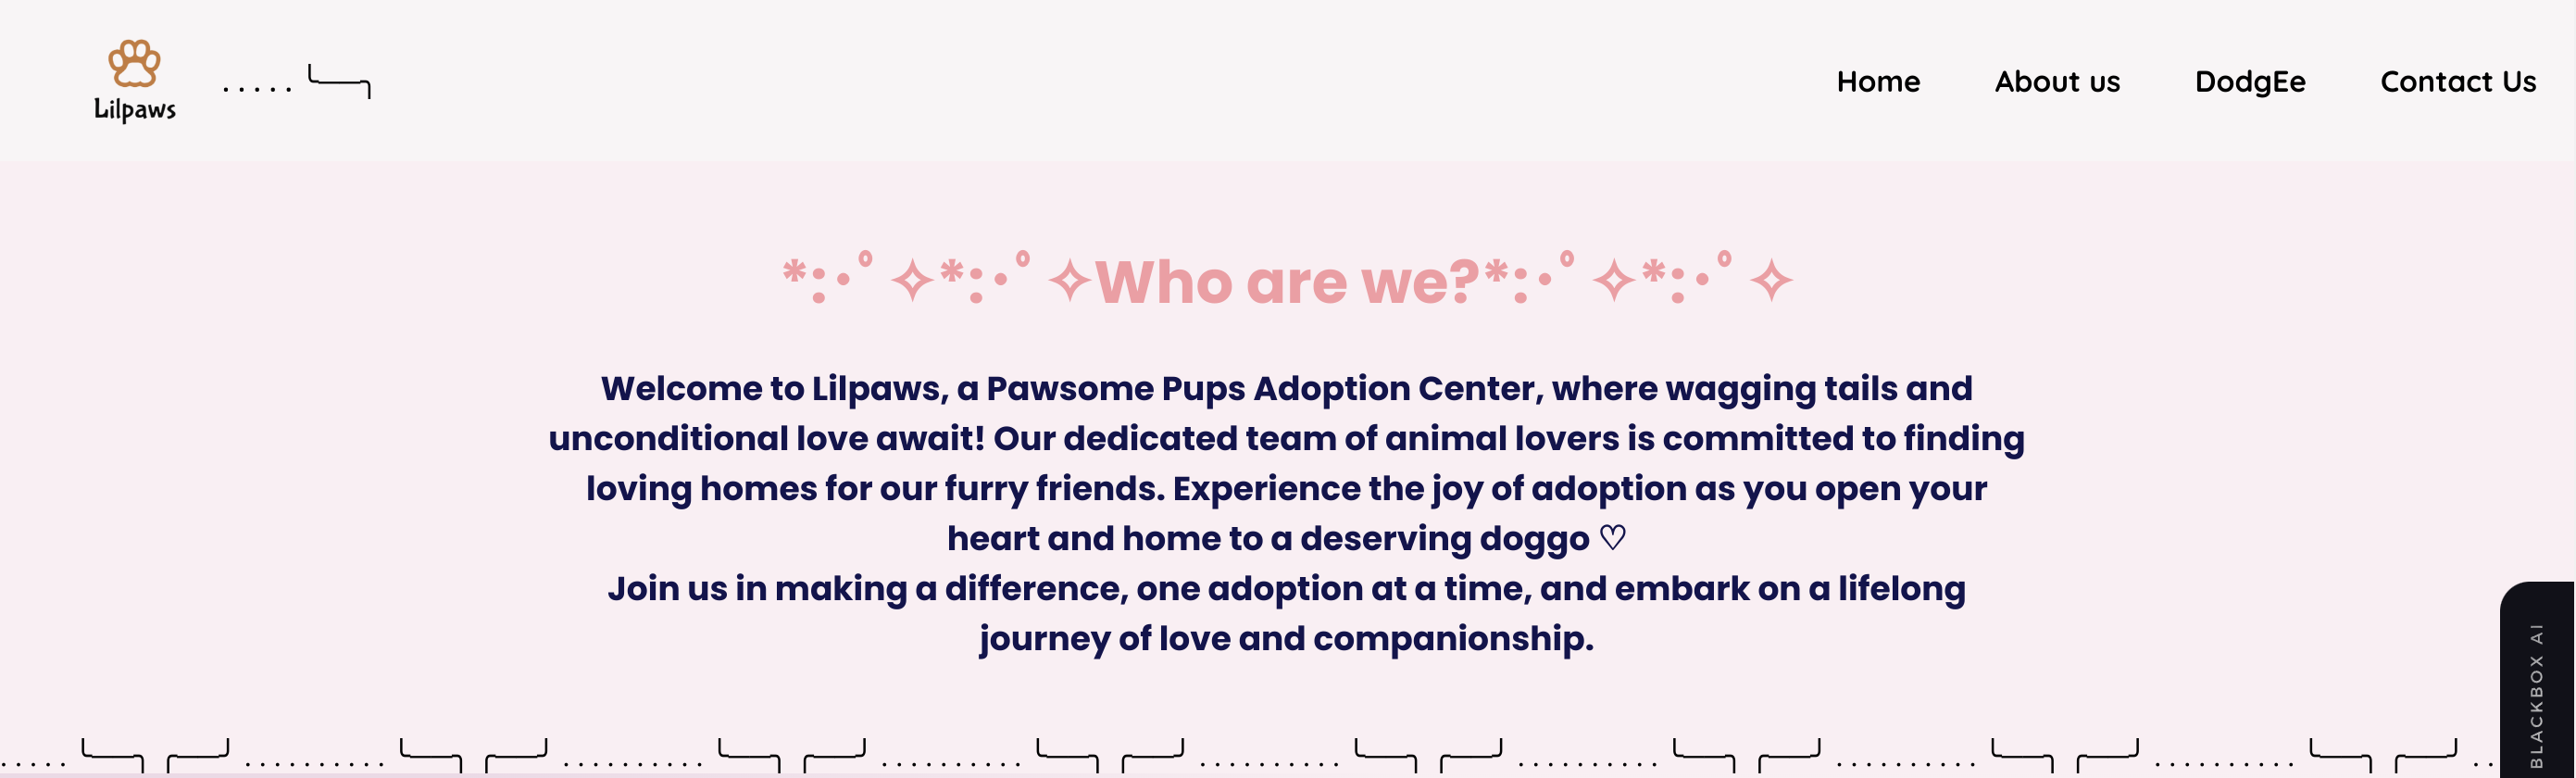 Lilpaws
..... ╰──╮
Home About us DodgEe Contact Us
*:･ﾟ✧*:･ﾟ✧Who are we?*:･ﾟ✧*:･ﾟ✧
Welcome to Lilpaws, a Pawsome Pups Adoption Center, where wagging tails and
unconditional love await! Our dedicated team of animal lovers is committed to finding
loving homes for our furry friends. Experience the joy of adoption as you open your
heart and home to a deserving doggo ♡
Join us in making a difference, one adoption at a time, and embark on a lifelong
journey of love and companionship.
BLACKBOX AI